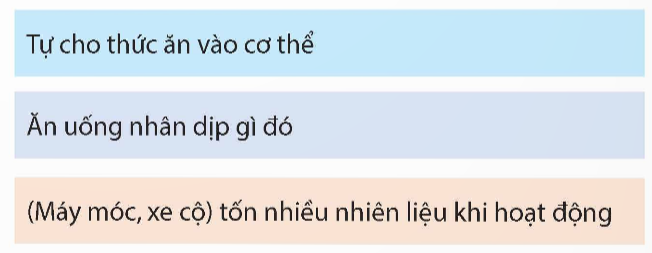 Tự cho thức ăn vào cơ thể
Ăn uống nhân dịp gì đó
(Máy móc, xe cộ) tốn nhiều nhiên liệu khi hoạt động